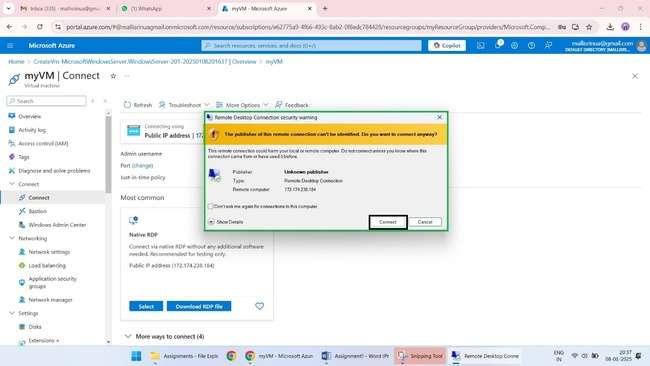 Inbox (335) - mallisrinua@gmail.c
WhatsApp
myVM - Microsoft Azure
portal.azure.com/#@mallisrinuagmail.onmicrosoft.com/resource/subscriptions/e62775a9-4f66-493c-8ab2-0f8edc784428/resourcegroups/myResourceGroup/providers/Microsoft.Comp...
Microsoft Azure
Search resources, services, and docs (G+/)
Copilot
mallisrinua@gmail.com
DEFAULT DIRECTORY (MALLISRIN...
Home > CreateVm-MicrosoftWindowsServer.WindowsServer-201-20250108201637 | Overview > myVM
myVM | Connect
Virtual machine
Search
Refresh
Troubleshoot
More Options
Feedback
Overview
Activity log
Access control (IAM)
Tags
Diagnose and solve problems
Connect
Connect
Bastion
Windows Admin Center
Networking
Network settings
Load balancing
Application security groups
Network manager
Settings
Disks
Extensions +
Connecting using
Public IP address | 172
Admin username
Port (change)
Just-in-time policy
Most common
Native RDP
Connect via native RDP without any additional software
needed. Recommended for testing only.
Public IP address (172.174.238.184)
Select
Download RDP file
More ways to connect (4)
Remote Desktop Connection security warning
The publisher of this remote connection can't be identified. Do you want to connect anyway?
This remote connection could harm your local or remote computer. Do not connect unless you know where this
connection came from or have used it before.
Publisher: Unknown publisher
Type: Remote Desktop Connection
Remote computer: 172.174.238.184
Don't ask me again for connections to this computer
Show Details
Connect
Cancel
Assignments - File Expl
myVM - Microsoft Azur
Assignment1 - Word (Pr
Snipping Tool
Remote Desktop Conne
ENG
IN
20:37
08-01-2025